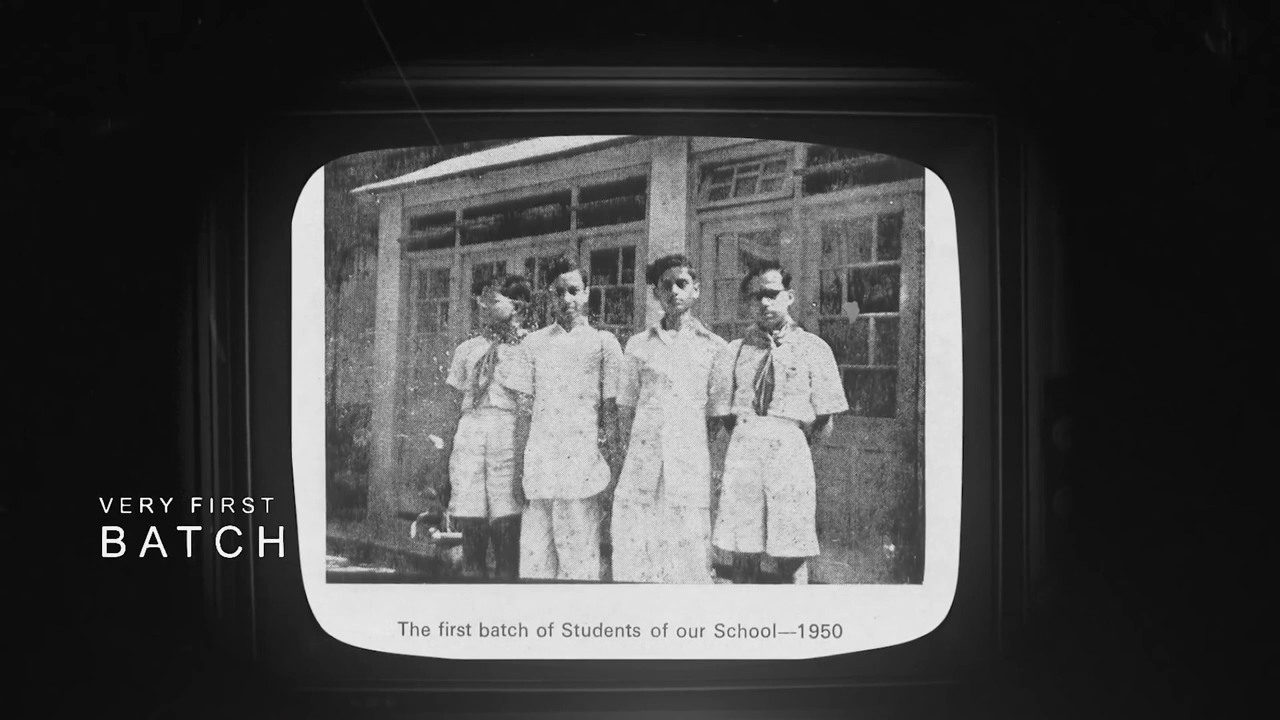 VERY FIRST
BATCH
The first batch of Students of our School—1950